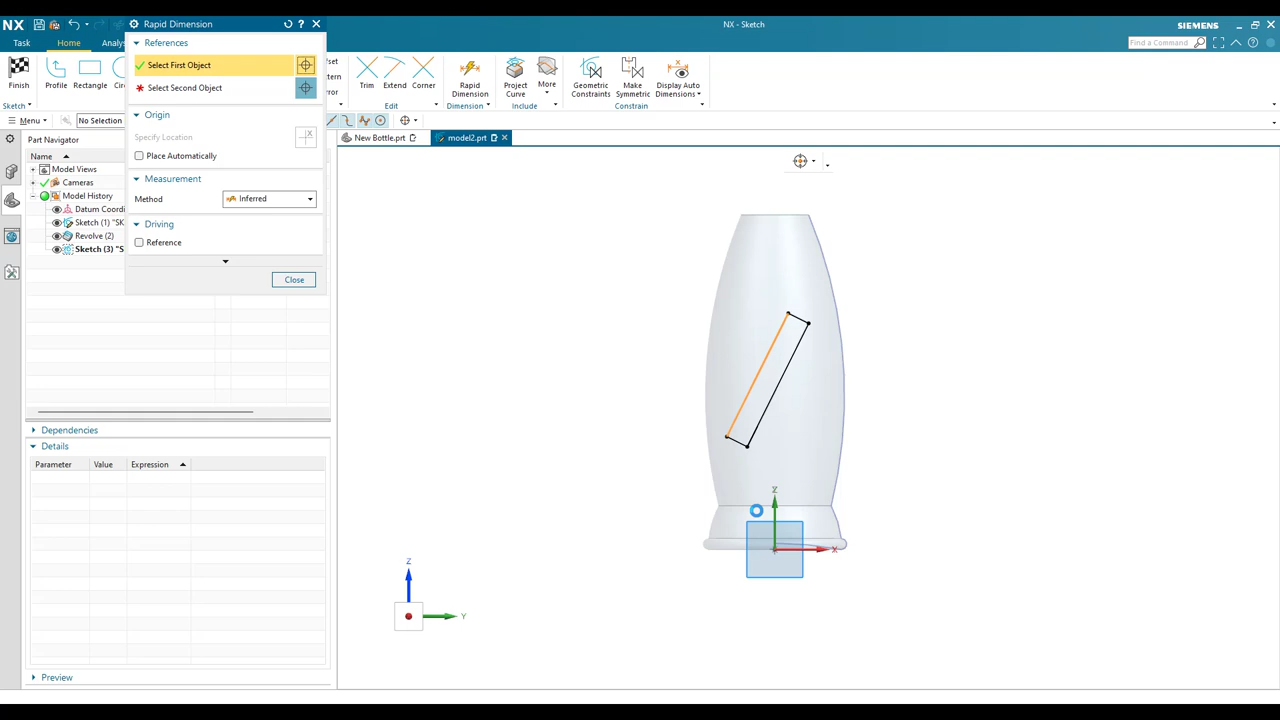 NX
Rapid Dimension
NX - Sketch
SIEMENS
Task
Home
Analys
References
Find a Command
Select First Object
Select Second Object
Origin
Specify Location
Place Automatically
Measurement
Method
Inferred
Driving
Reference
Close
Finish
Profile
Rectangle
Circ
Trim
Extend
Corner
Rapid
Dimension
Project
Curve
More
Geometric
Constraints
Make
Symmetric
Display Auto
Dimensions
Sketch
Edit
Dimension
Include
Constrain
Menu
No Selection
Part Navigator
New Bottle.prt
model2.prt
Name
Model Views
Cameras
Model History
Datum Coordi
Sketch (1) "SK
Revolve (2)
Sketch (3) "S
Dependencies
Details
Parameter
Value
Expression
Preview
Z
X
Z
Y